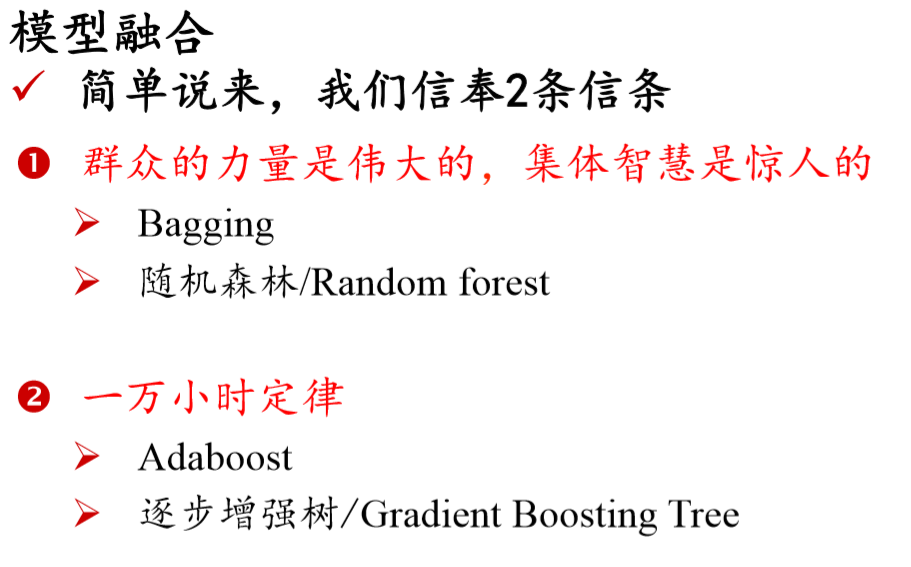 模型融合
✓ 简单说来，我们信奉2条信条
❶ 群众的力量是伟大的，集体智慧是惊人的
➢ Bagging
➢ 随机森林/Random forest
❷ 一万小时定律
➢ Adaboost
➢ 逐步增强树/Gradient Boosting Tree